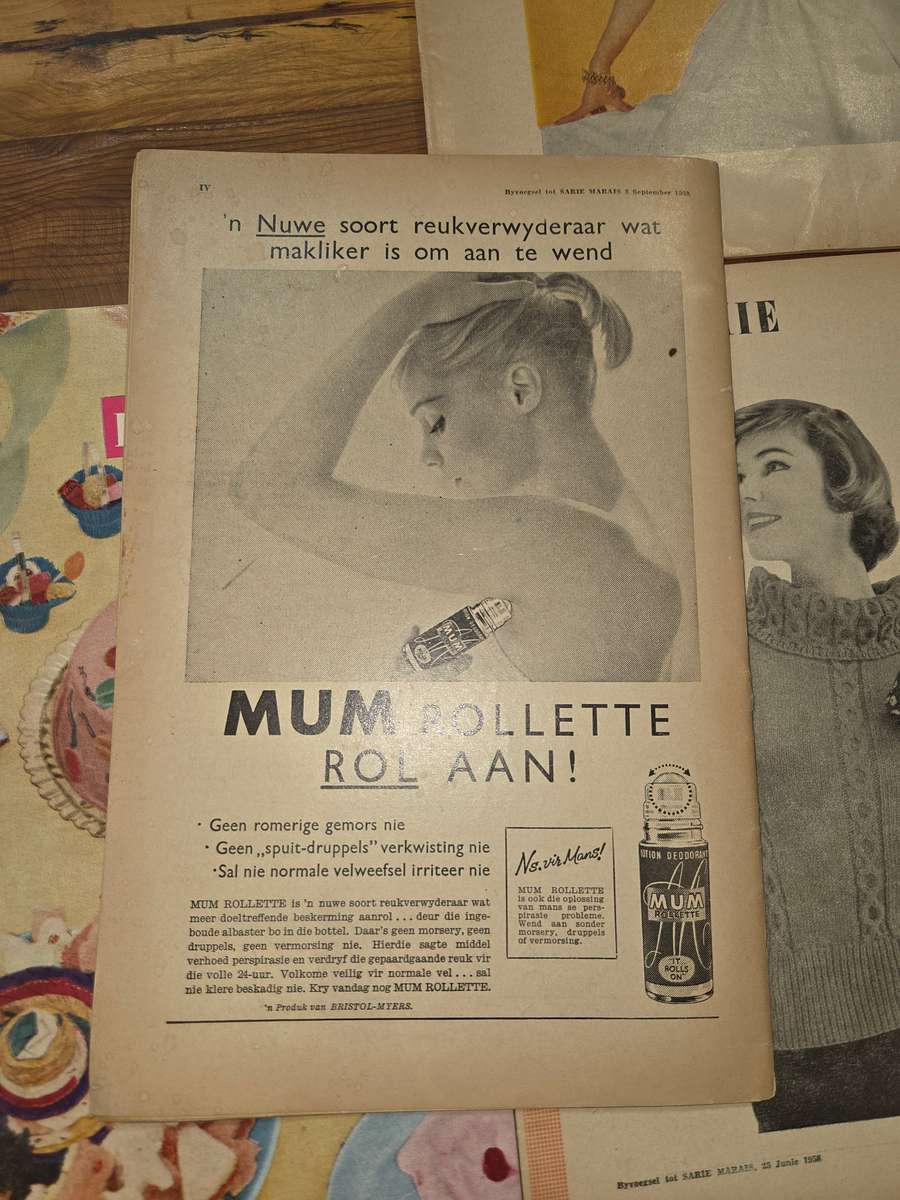 IV
Byvoegsel tot SARIE MARAIS 3 September 1958
'n Nuwe soort reukverwyderaar wat
makliker is om aan te wend
MUM
MUM ROLLETTE
ROL AAN!
· Geen romerige gemors nie
· Geen „spuit-druppels” verkwisting nie
· Sal nie normale velweefsel irriteer nie
MUM ROLLETTE is 'n nuwe soort reukverwyderaar wat
meer doeltreffende beskerming aanrol ... deur die inge-
boude albaster bo in die bottel. Daar's geen morsery, geen
druppels, geen vermorsing nie. Hierdie sagte middel
verhoed perspirasie en verdryf die gepaardgaande reuk vir
die volle 24-uur. Volkome veilig vir normale vel ... sal
nie klere beskadig nie. Kry vandag nog MUM ROLLETTE.
'n Produk van BRISTOL-MYERS.
Ns. vir Mans!
MUM ROLLETTE
is ook die oplossing
van mans se pers-
pirasie probleme.
Wend aan sonder
morsery, druppels
of vermorsing.
LOTION DEODORANT
MUM
ROLLETTE
"IT
ROLLS
ON"
IE
Byvoegsel tot SARIE MARAIS, 25 Junie 1958